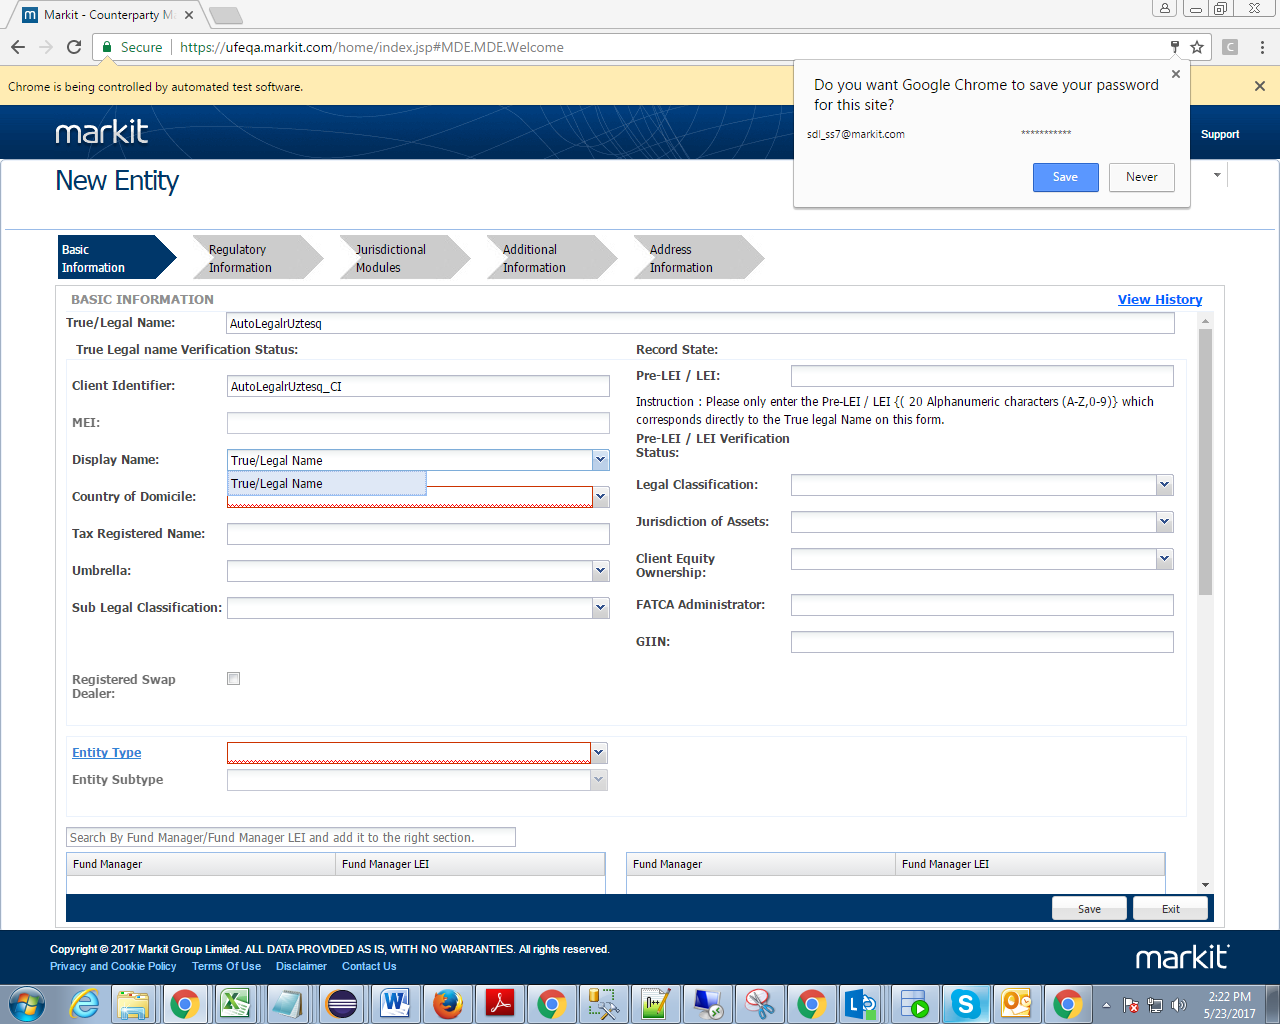 Markit - Counterparty M
Secure
https://ufeqa.markit.com/home/index.jsp#MDE.MDE.Welcome
Chrome is being controlled by automated test software.
Do you want Google Chrome to save your password
for this site?
sdl_ss7@markit.com ***********
Save Never
markit
Support
New Entity
Basic
Information
Regulatory
Information
Jurisdictional
Modules
Additional
Information
Address
Information
BASIC INFORMATION
View History
True/Legal Name: AutoLegalrUztesq
True Legal name Verification Status:
Record State:
Client Identifier: AutoLegalrUztesq_CI
Pre-LEI / LEI:
Instruction : Please only enter the Pre-LEI / LEI {( 20 Alphanumeric characters (A-Z,0-9)} which
corresponds directly to the True legal Name on this form.
MEI:
Pre-LEI / LEI Verification
Status:
Display Name: True/Legal Name
True/Legal Name
Country of Domicile:
Legal Classification:
Tax Registered Name:
Jurisdiction of Assets:
Umbrella:
Client Equity
Ownership:
Sub Legal Classification:
FATCA Administrator:
GIIN:
Registered Swap
Dealer:
Entity Type
Entity Subtype
Search By Fund Manager/Fund Manager LEI and add it to the right section.
Fund Manager Fund Manager LEI
Fund Manager Fund Manager LEI
Save Exit
Copyright © 2017 Markit Group Limited. ALL DATA PROVIDED AS IS, WITH NO WARRANTIES. All rights reserved.
Privacy and Cookie Policy Terms Of Use Disclaimer Contact Us
markit
2:22 PM
5/23/2017